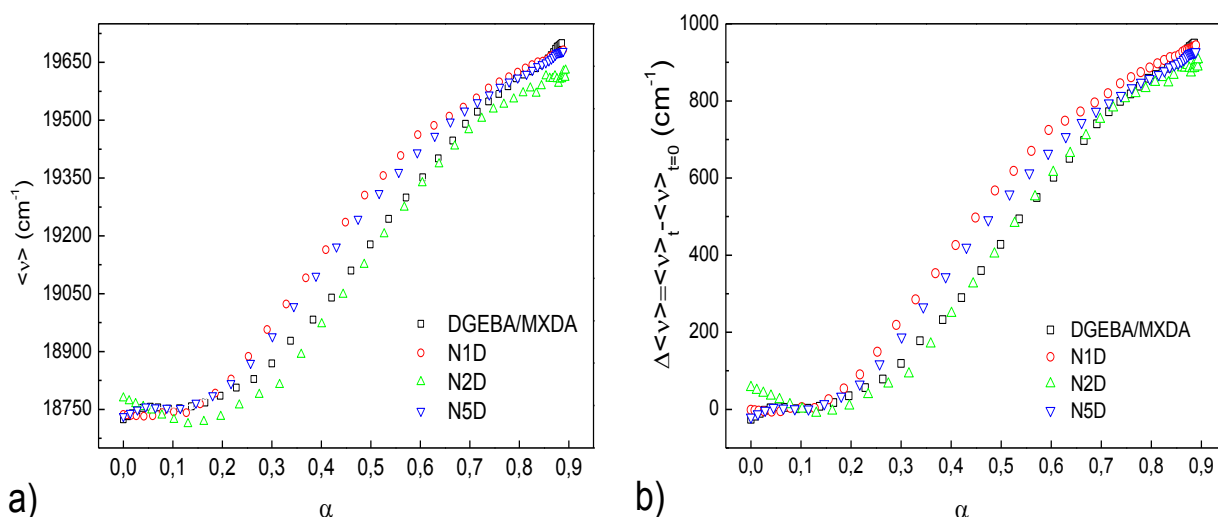 19650
19500
19350
19200
19050
18900
18750
<ν> (cm⁻¹)
DGEBA/MXDA
N1D
N2D
N5D
0,0 0,1 0,2 0,3 0,4 0,5 0,6 0,7 0,8 0,9
α
a)
1000
800
600
400
200
0
-100
Δ<ν>=<ν>t-<ν>t=0 (cm⁻¹)
DGEBA/MXDA
N1D
N2D
N5D
0,0 0,1 0,2 0,3 0,4 0,5 0,6 0,7 0,8 0,9
α
b)